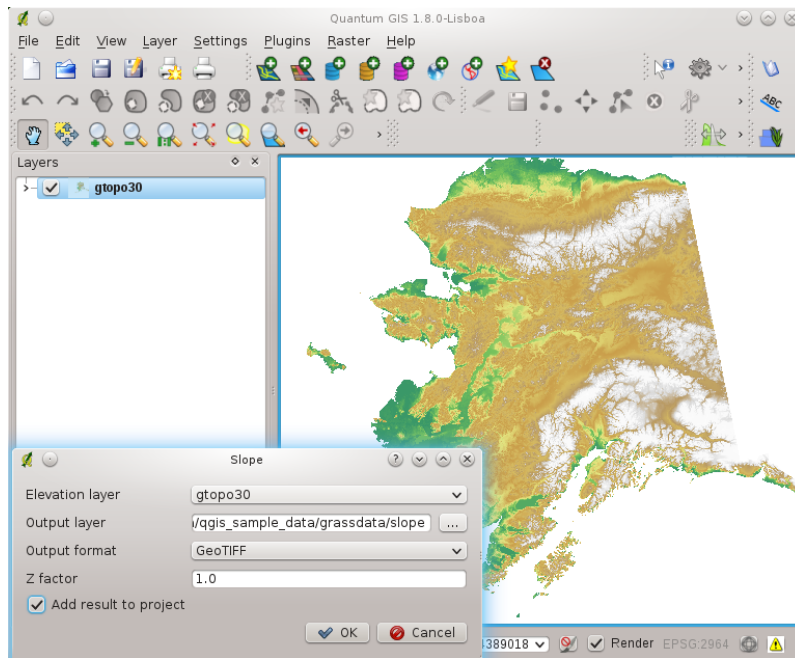 Quantum GIS 1.8.0-Lisboa
File Edit View Layer Settings Plugins Raster Help
ABC
Layers
gtopo30
Slope
Elevation layer
gtopo30
Output layer
/qgis_sample_data/grassdata/slope
...
Output format
GeoTIFF
Z factor
1.0
Add result to project
OK
Cancel
4389018
Render
EPSG:2964